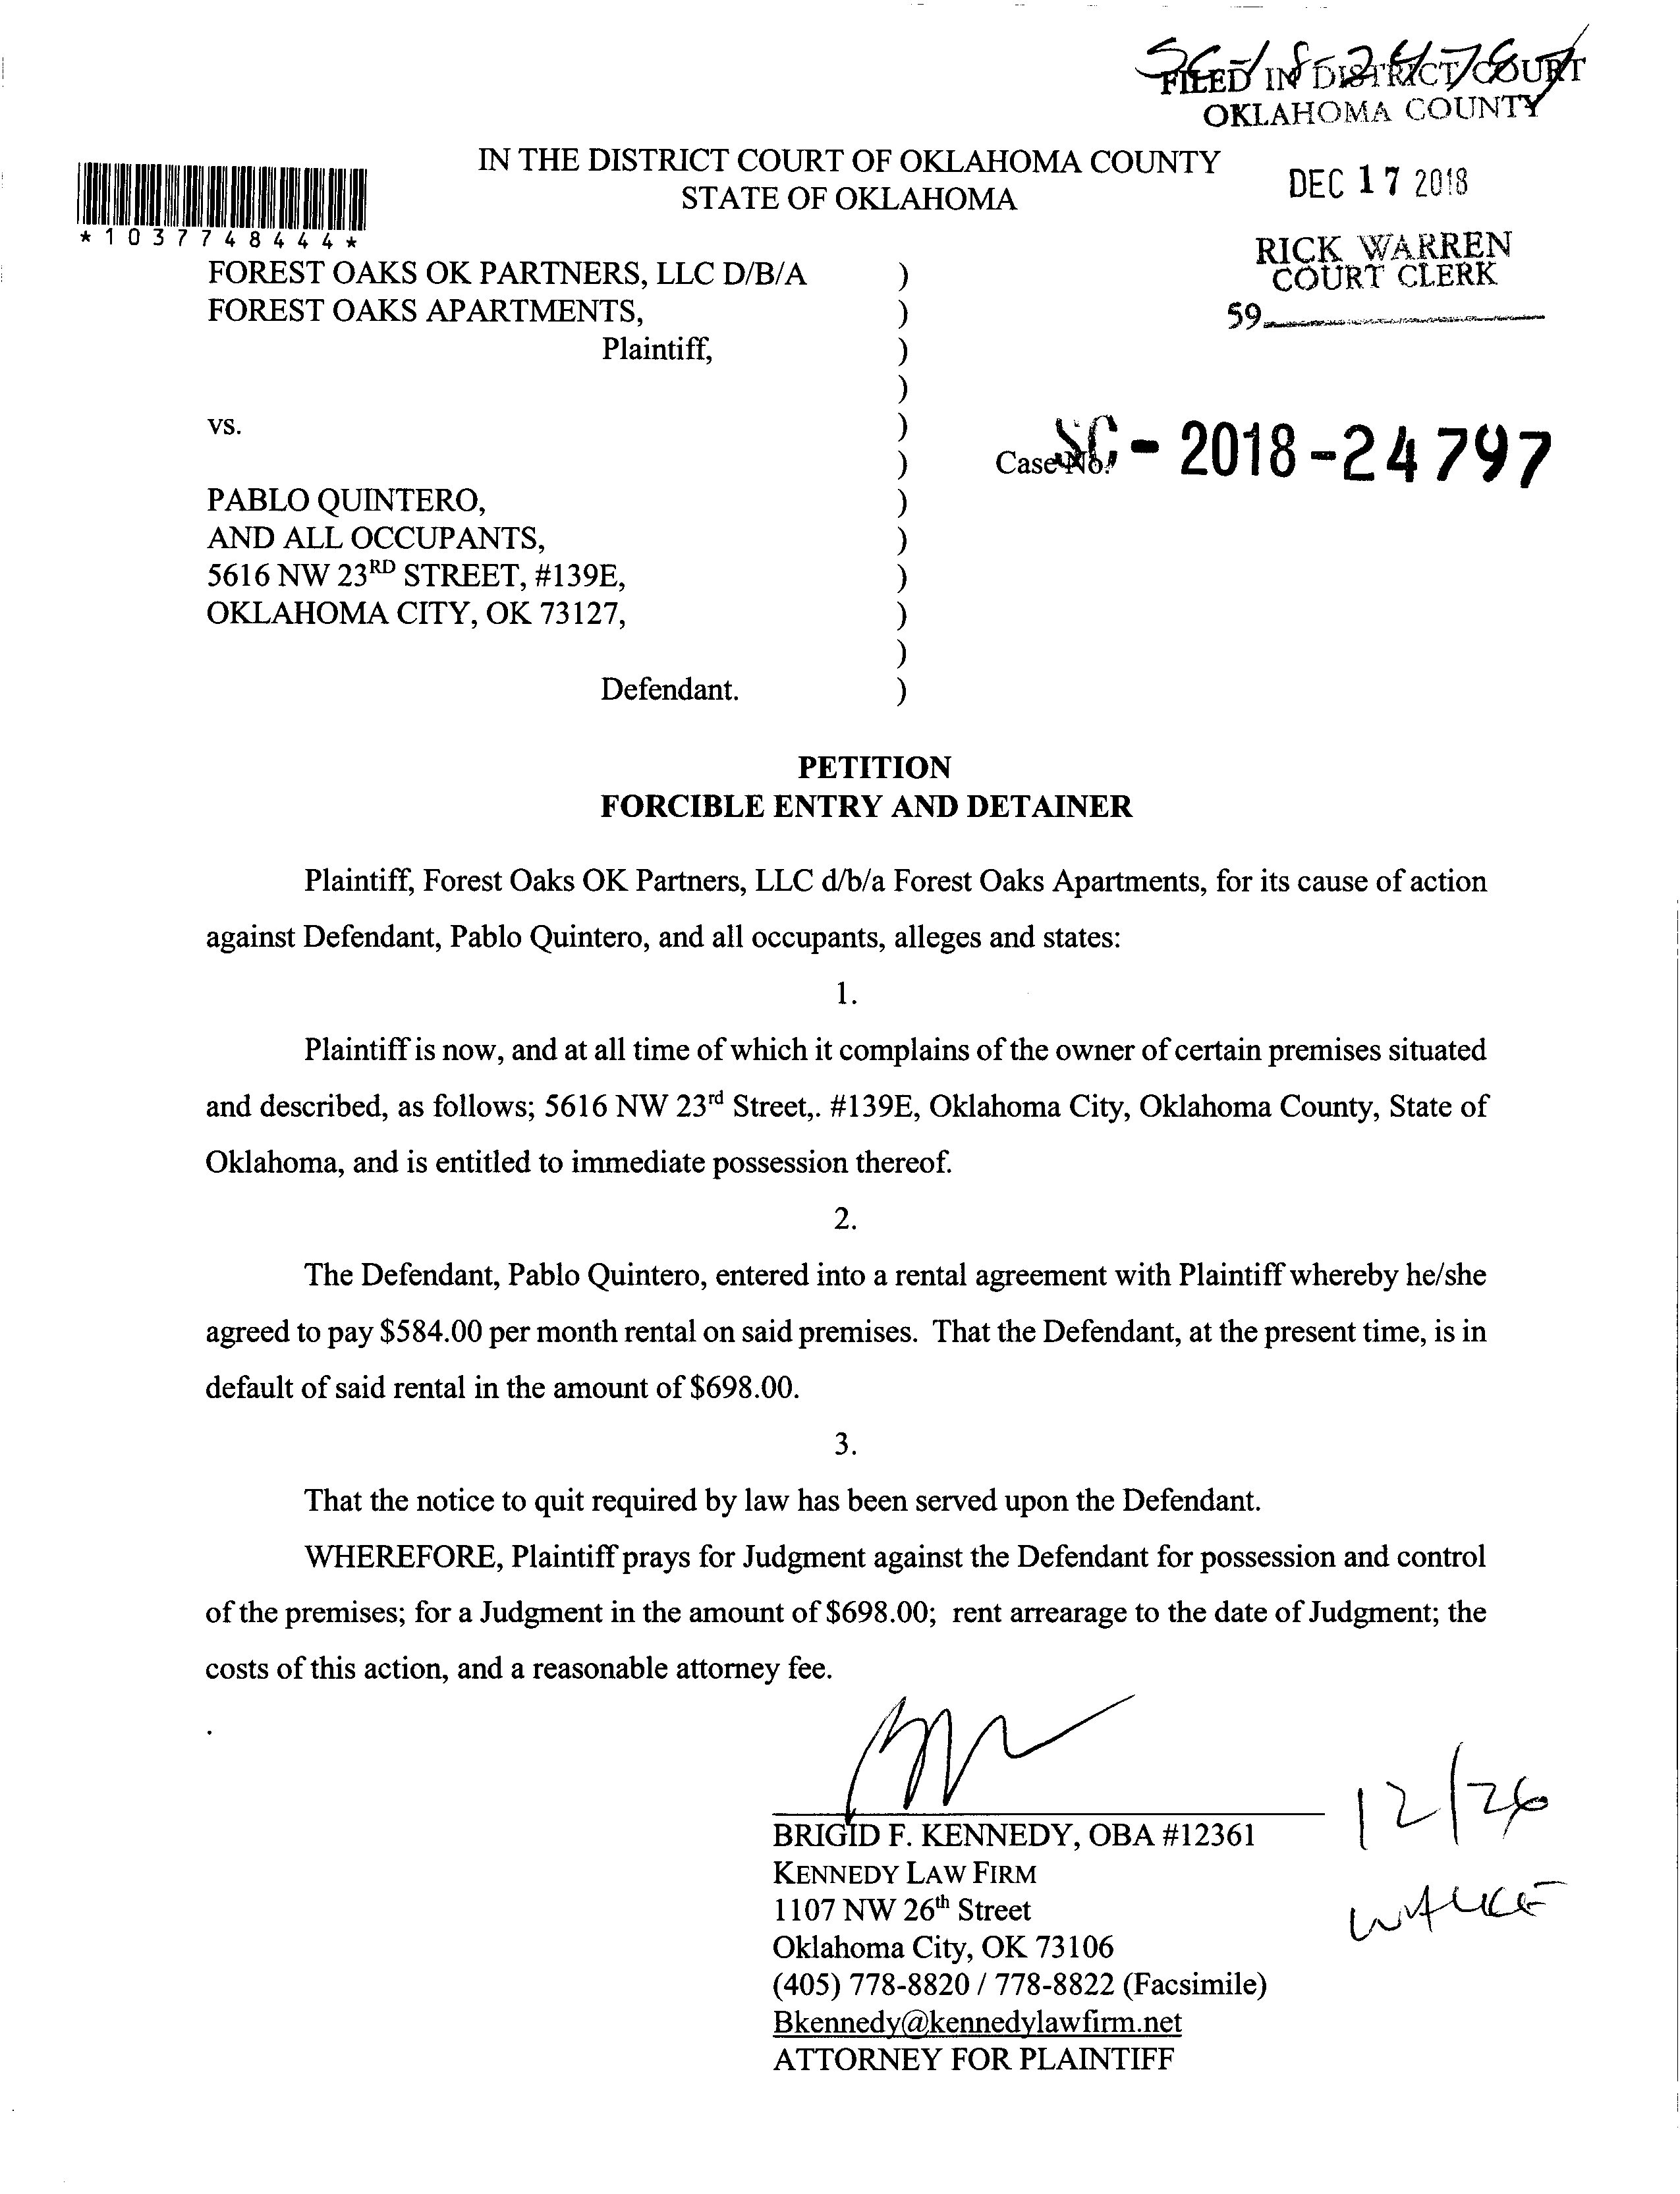 SC-18-24797
FILED IN DISTRICT COURT
OKLAHOMA COUNTY
IN THE DISTRICT COURT OF OKLAHOMA COUNTY
STATE OF OKLAHOMA
DEC 17 2018
*1037748444*
RICK WARREN
COURT CLERK
59
FOREST OAKS OK PARTNERS, LLC D/B/A )
FOREST OAKS APARTMENTS, )
Plaintiff, )
)
vs. )
) Case No. SC-2018-24797
PABLO QUINTERO, )
AND ALL OCCUPANTS, )
5616 NW 23RD STREET, #139E, )
OKLAHOMA CITY, OK 73127, )
)
Defendant. )
PETITION
FORCIBLE ENTRY AND DETAINER
Plaintiff, Forest Oaks OK Partners, LLC d/b/a Forest Oaks Apartments, for its cause of action
against Defendant, Pablo Quintero, and all occupants, alleges and states:
1.
Plaintiff is now, and at all time of which it complains of the owner of certain premises situated
and described, as follows; 5616 NW 23rd Street,. #139E, Oklahoma City, Oklahoma County, State of
Oklahoma, and is entitled to immediate possession thereof.
2.
The Defendant, Pablo Quintero, entered into a rental agreement with Plaintiff whereby he/she
agreed to pay $584.00 per month rental on said premises. That the Defendant, at the present time, is in
default of said rental in the amount of $698.00.
3.
That the notice to quit required by law has been served upon the Defendant.
WHEREFORE, Plaintiff prays for Judgment against the Defendant for possession and control
of the premises; for a Judgment in the amount of $698.00; rent arrearage to the date of Judgment; the
costs of this action, and a reasonable attorney fee.
.
12/26
BRIGID F. KENNEDY, OBA #12361
KENNEDY LAW FIRM
1107 NW 26th Street
Oklahoma City, OK 73106
(405) 778-8820 / 778-8822 (Facsimile)
Bkennedy@kennedylawfirm.net
ATTORNEY FOR PLAINTIFF